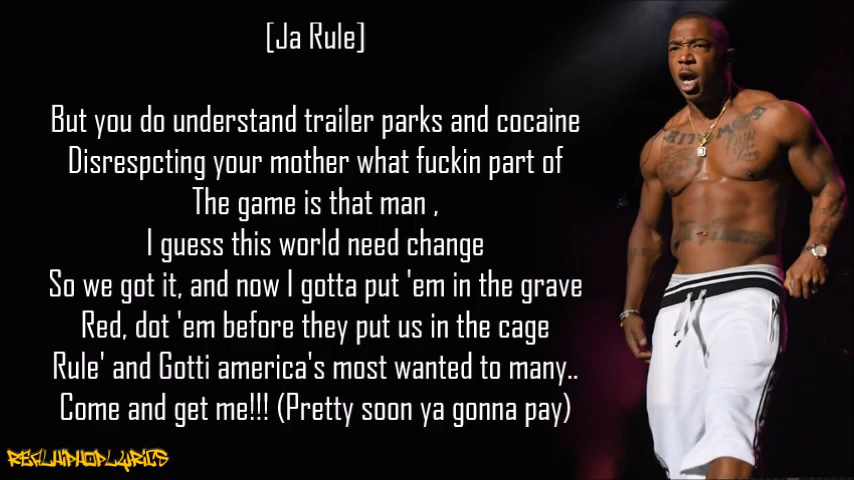 [Ja Rule]
But you do understand trailer parks and cocaine
Disrespcting your mother what fuckin part of
The game is that man ,
I guess this world need change
So we got it, and now I gotta put 'em in the grave
Red, dot 'em before they put us in the cage
Rule' and Gotti america's most wanted to many..
Come and get me!!! (Pretty soon ya gonna pay)
REALHIPHOPLYRICS